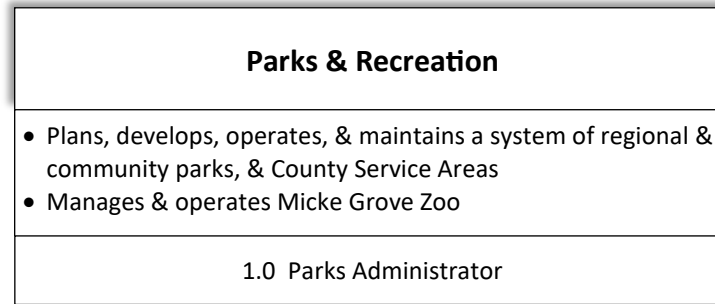 Parks & Recreation
• Plans, develops, operates, & maintains a system of regional &
community parks, & County Service Areas
• Manages & operates Micke Grove Zoo
1.0 Parks Administrator